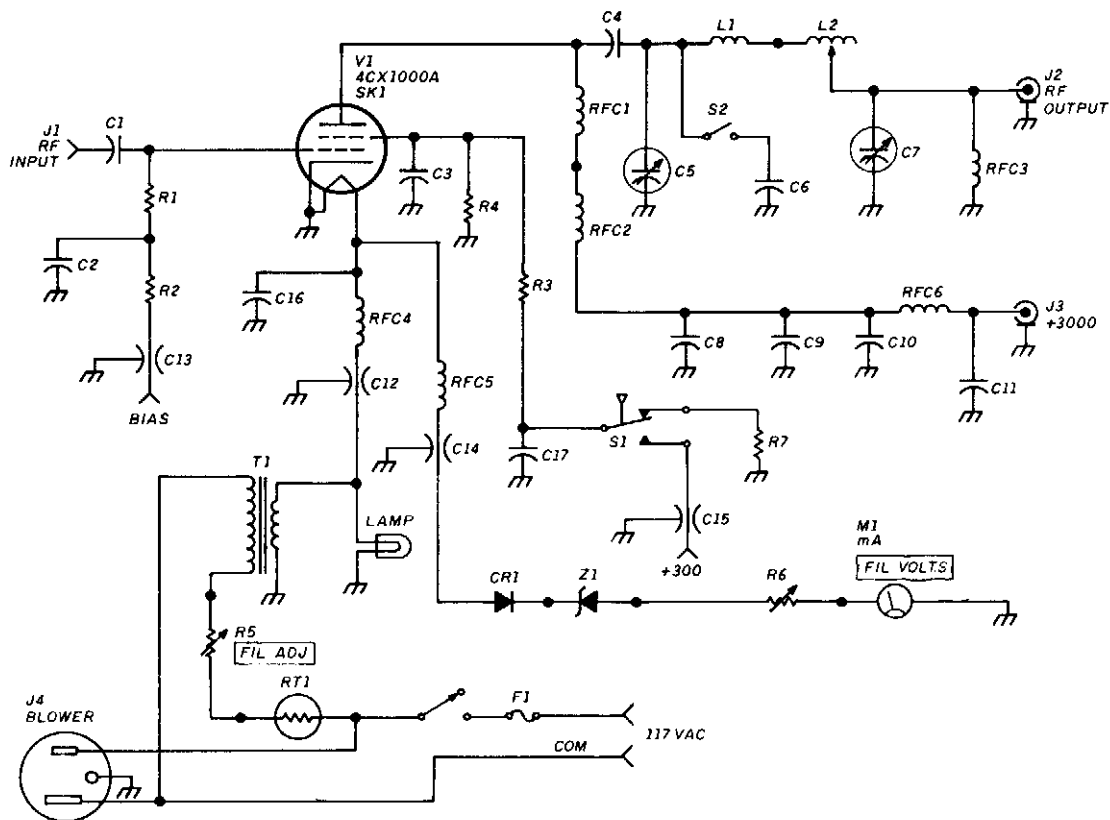 C4
L1
L2
V1
4CX1000A
SK1
J2
RF
OUTPUT
RFC1
S2
J1
RF
INPUT
C1
C7
C3
C5
R1
R4
C6
RFC3
RFC2
C2
R2
R3
C16
RFC4
RFC6
J3
+3000
C8
C9
C10
C13
C12
RFC5
C11
BIAS
S1
R7
C14
C17
T1
LAMP
C15
M1
mA
+300
FIL VOLTS
CR1
Z1
R6
R5
FIL ADJ
RT1
J4
BLOWER
F1
117 VAC
COM